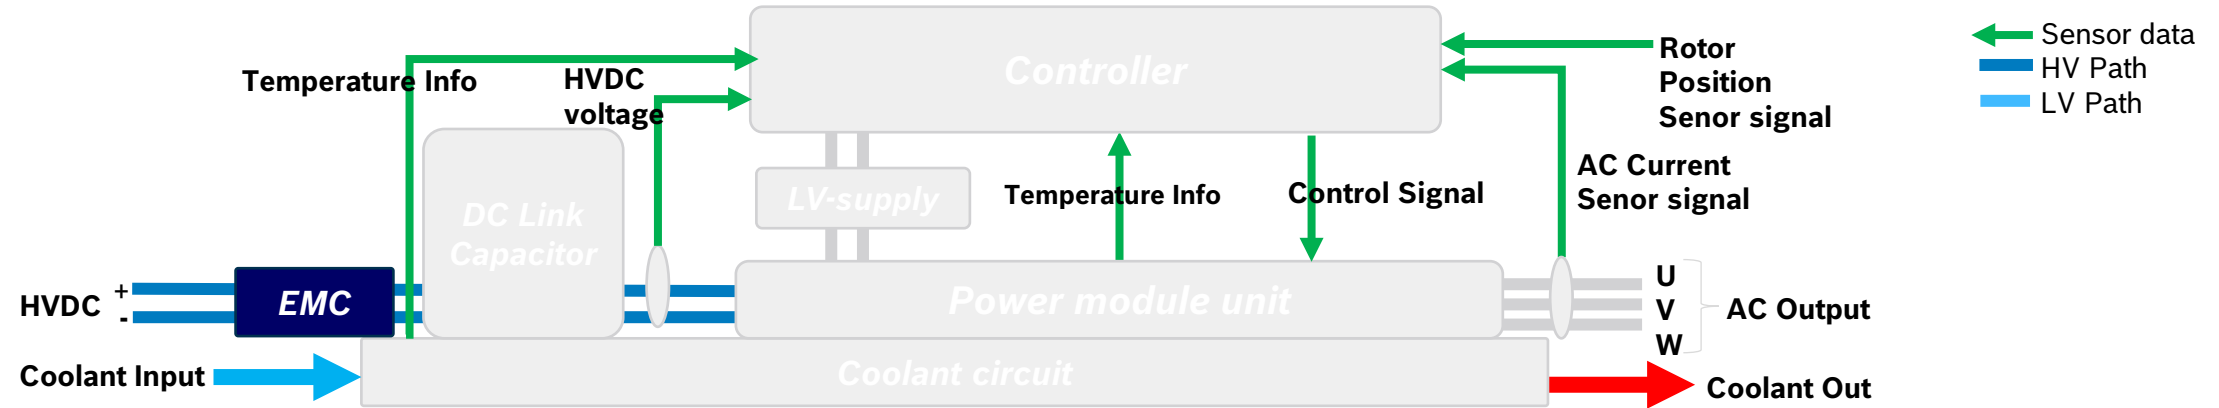 Controller
Rotor
Position
Senor signal
Sensor data
HV Path
LV Path
Temperature Info
HVDC
voltage
AC Current
Senor signal
DC Link
Capacitor
LV-supply
Temperature Info
Control Signal
HVDC
+
-
EMC
Power module unit
U
V
W
AC Output
Coolant Input
Coolant circuit
Coolant Out